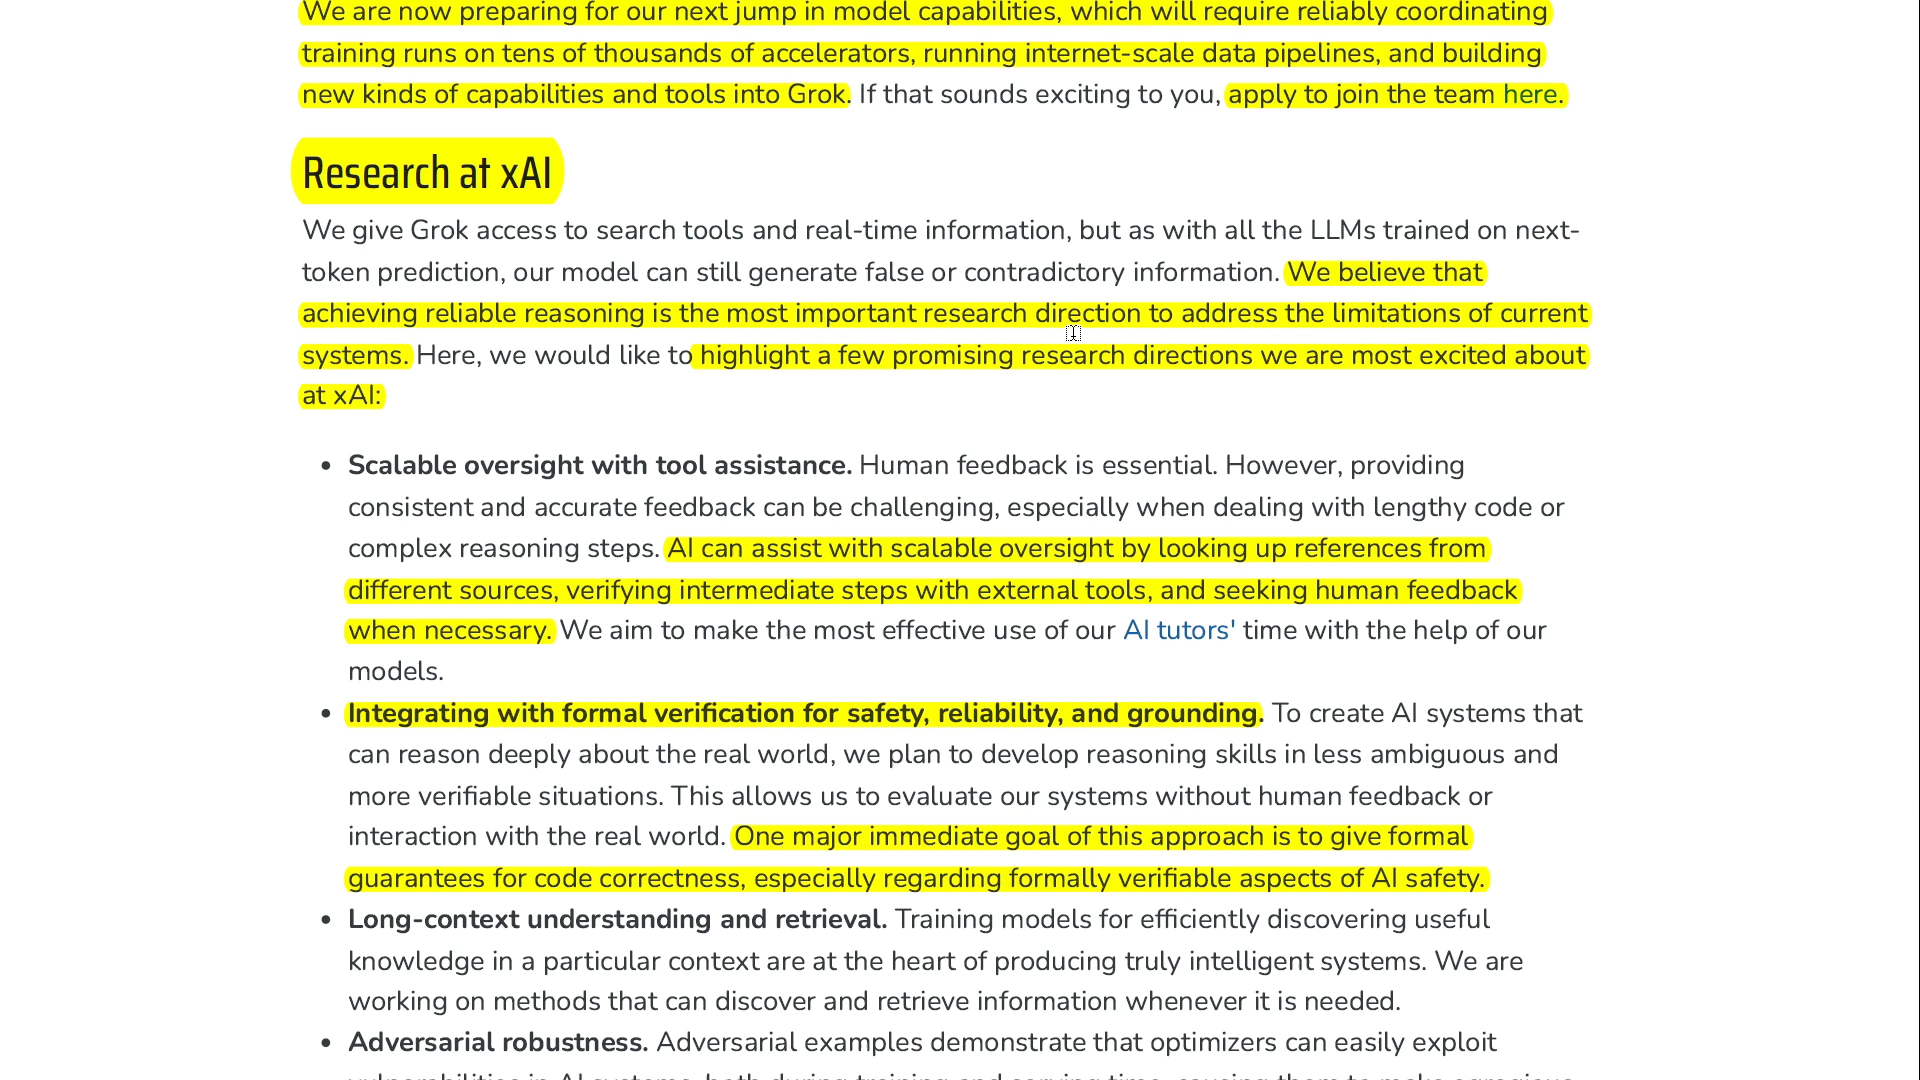 We are now preparing for our next jump in model capabilities, which will require reliably coordinating
training runs on tens of thousands of accelerators, running internet-scale data pipelines, and building
new kinds of capabilities and tools into Grok. If that sounds exciting to you, apply to join the team here.
Research at xAI
We give Grok access to search tools and real-time information, but as with all the LLMs trained on next-
token prediction, our model can still generate false or contradictory information. We believe that
achieving reliable reasoning is the most important research direction to address the limitations of current
systems. Here, we would like to highlight a few promising research directions we are most excited about
at xAI:
• Scalable oversight with tool assistance. Human feedback is essential. However, providing
consistent and accurate feedback can be challenging, especially when dealing with lengthy code or
complex reasoning steps. AI can assist with scalable oversight by looking up references from
different sources, verifying intermediate steps with external tools, and seeking human feedback
when necessary. We aim to make the most effective use of our AI tutors' time with the help of our
models.
• Integrating with formal verification for safety, reliability, and grounding. To create AI systems that
can reason deeply about the real world, we plan to develop reasoning skills in less ambiguous and
more verifiable situations. This allows us to evaluate our systems without human feedback or
interaction with the real world. One major immediate goal of this approach is to give formal
guarantees for code correctness, especially regarding formally verifiable aspects of AI safety.
• Long-context understanding and retrieval. Training models for efficiently discovering useful
knowledge in a particular context are at the heart of producing truly intelligent systems. We are
working on methods that can discover and retrieve information whenever it is needed.
• Adversarial robustness. Adversarial examples demonstrate that optimizers can easily exploit